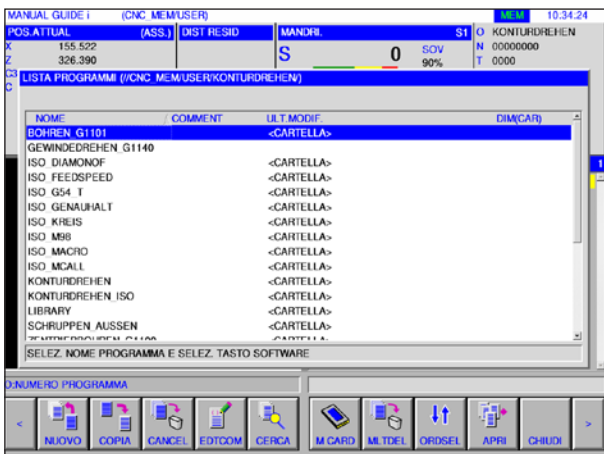 MANUAL GUIDE i (CNC_MEM/USER) MEM 10:34:24
POS.ATTUAL (ASS.) DIST RESID MANDRI. S1 O KONTURDREHEN
X 155.522 S 0 SOV 90% N 00000000
Z 326.390 T 0000
C3
C
LISTA PROGRAMMI (//CNC_MEM/USER/KONTURDREHEN/)
NOME COMMENT ULT.MODIF. DIM(CAR)
BOHREN_G1101 <CARTELLA>
GEWINDEDREHEN_G1140
ISO_DIAMONOF <CARTELLA>
ISO_FEEDSPEED <CARTELLA>
ISO_G54_T <CARTELLA>
ISO_GENAUHALT <CARTELLA>
ISO_KREIS <CARTELLA>
ISO_M98 <CARTELLA>
ISO_MACRO <CARTELLA>
ISO_MCALL <CARTELLA>
KONTURDREHEN <CARTELLA>
KONTURDREHEN_ISO <CARTELLA>
LIBRARY <CARTELLA>
SCHRUPPEN_AUSSEN <CARTELLA>
<CARTELLA>
1
SELEZ. NOME PROGRAMMA E SELEZ. TASTO SOFTWARE
O:NUMERO PROGRAMMA
< NUOVO COPIA CANCEL EDTCOM CERCA M CARD MLTDEL ORDSEL APRI CHIUDI >